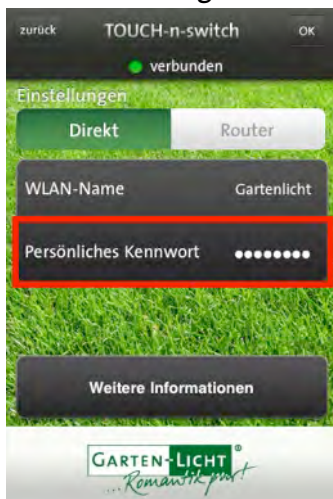 zurück TOUCH-n-switch OK
verbunden
Einstellungen
Direkt Router
WLAN-Name Gartenlicht
Persönliches Kennwort ••••••••
Weitere Informationen
GARTEN-LICHT®
...Romantik pur!